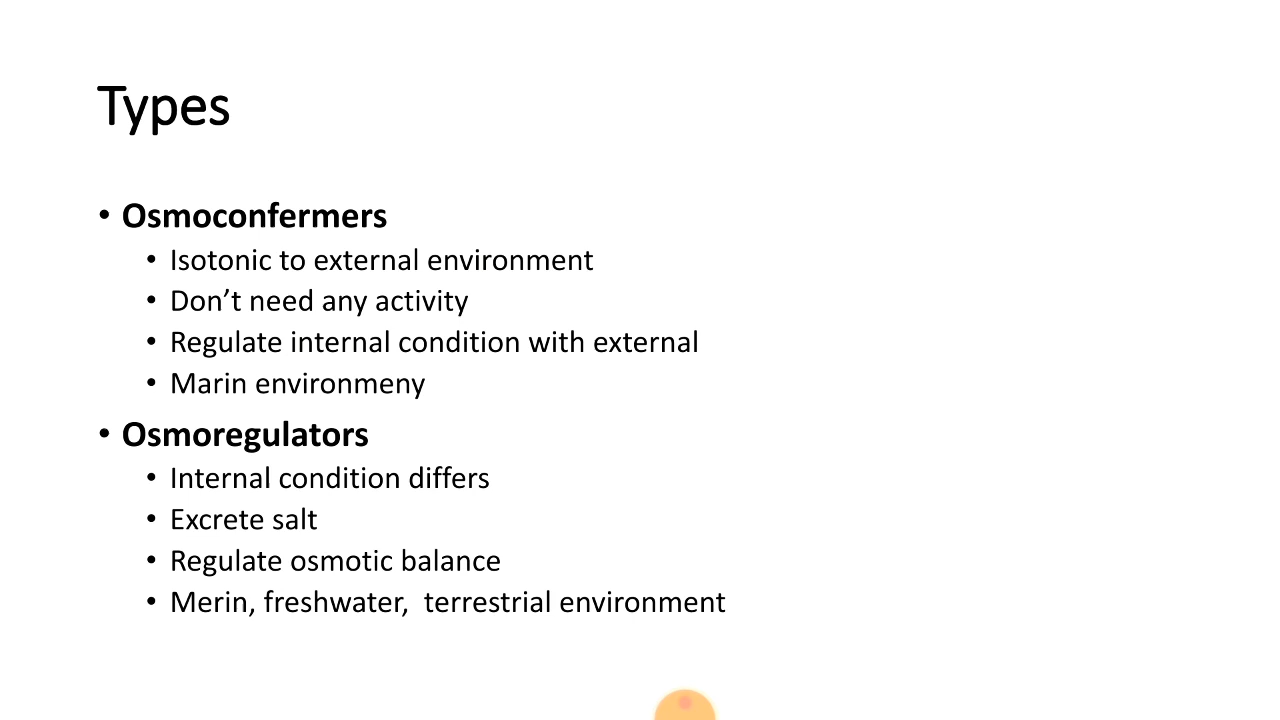 Types
• Osmoconfermers
• Isotonic to external environment
• Don’t need any activity
• Regulate internal condition with external
• Marin environmeny
• Osmoregulators
• Internal condition differs
• Excrete salt
• Regulate osmotic balance
• Merin, freshwater,  terrestrial environment